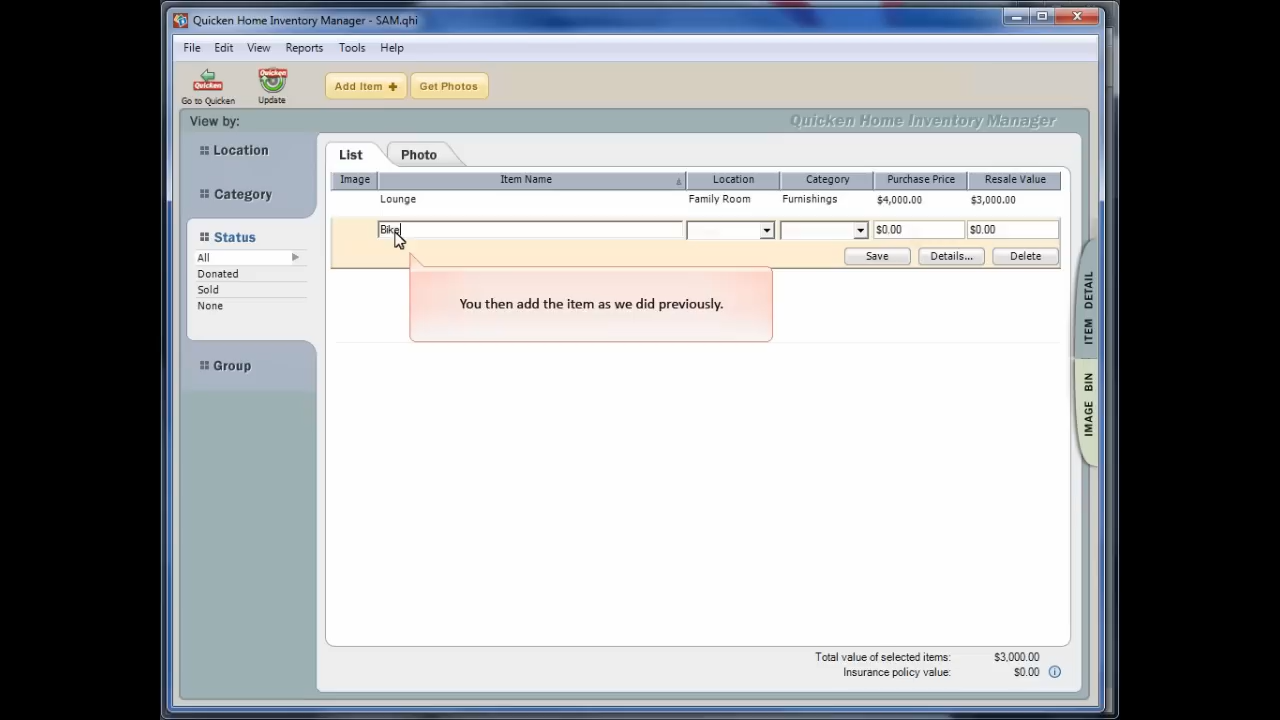 Quicken Home Inventory Manager - SAM.qhi
File Edit View Reports Tools Help
Quicken Quicken
Go to Quicken Update Add Item + Get Photos
View by: Quicken Home Inventory Manager
Location
Category
Status
All
Donated
Sold
None
Group
List Photo
Image Item Name Location Category Purchase Price Resale Value
Lounge Family Room Furnishings $4,000.00 $3,000.00
Bike $0.00 $0.00
Save Details... Delete
You then add the item as we did previously.
ITEM DETAIL
IMAGE BIN
Total value of selected items: $3,000.00
Insurance policy value: $0.00